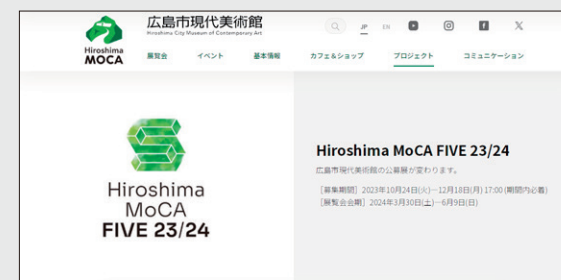 広島市現代美術館
Hiroshima City Museum of Contemporary Art
JP EN
Hiroshima
MOCA
展覧会 イベント 基本情報 カフェ&ショップ プロジェクト コミュニケーション
Hiroshima
MoCA
FIVE 23/24
Hiroshima MoCA FIVE 23/24
広島市現代美術館の公募展が変わります。
［募集期間］2023年10月24日(火)—12月18日(月) 17:00 (期間内必着)
［展覧会会期］2024年3月30日(土)—6月9日(日)